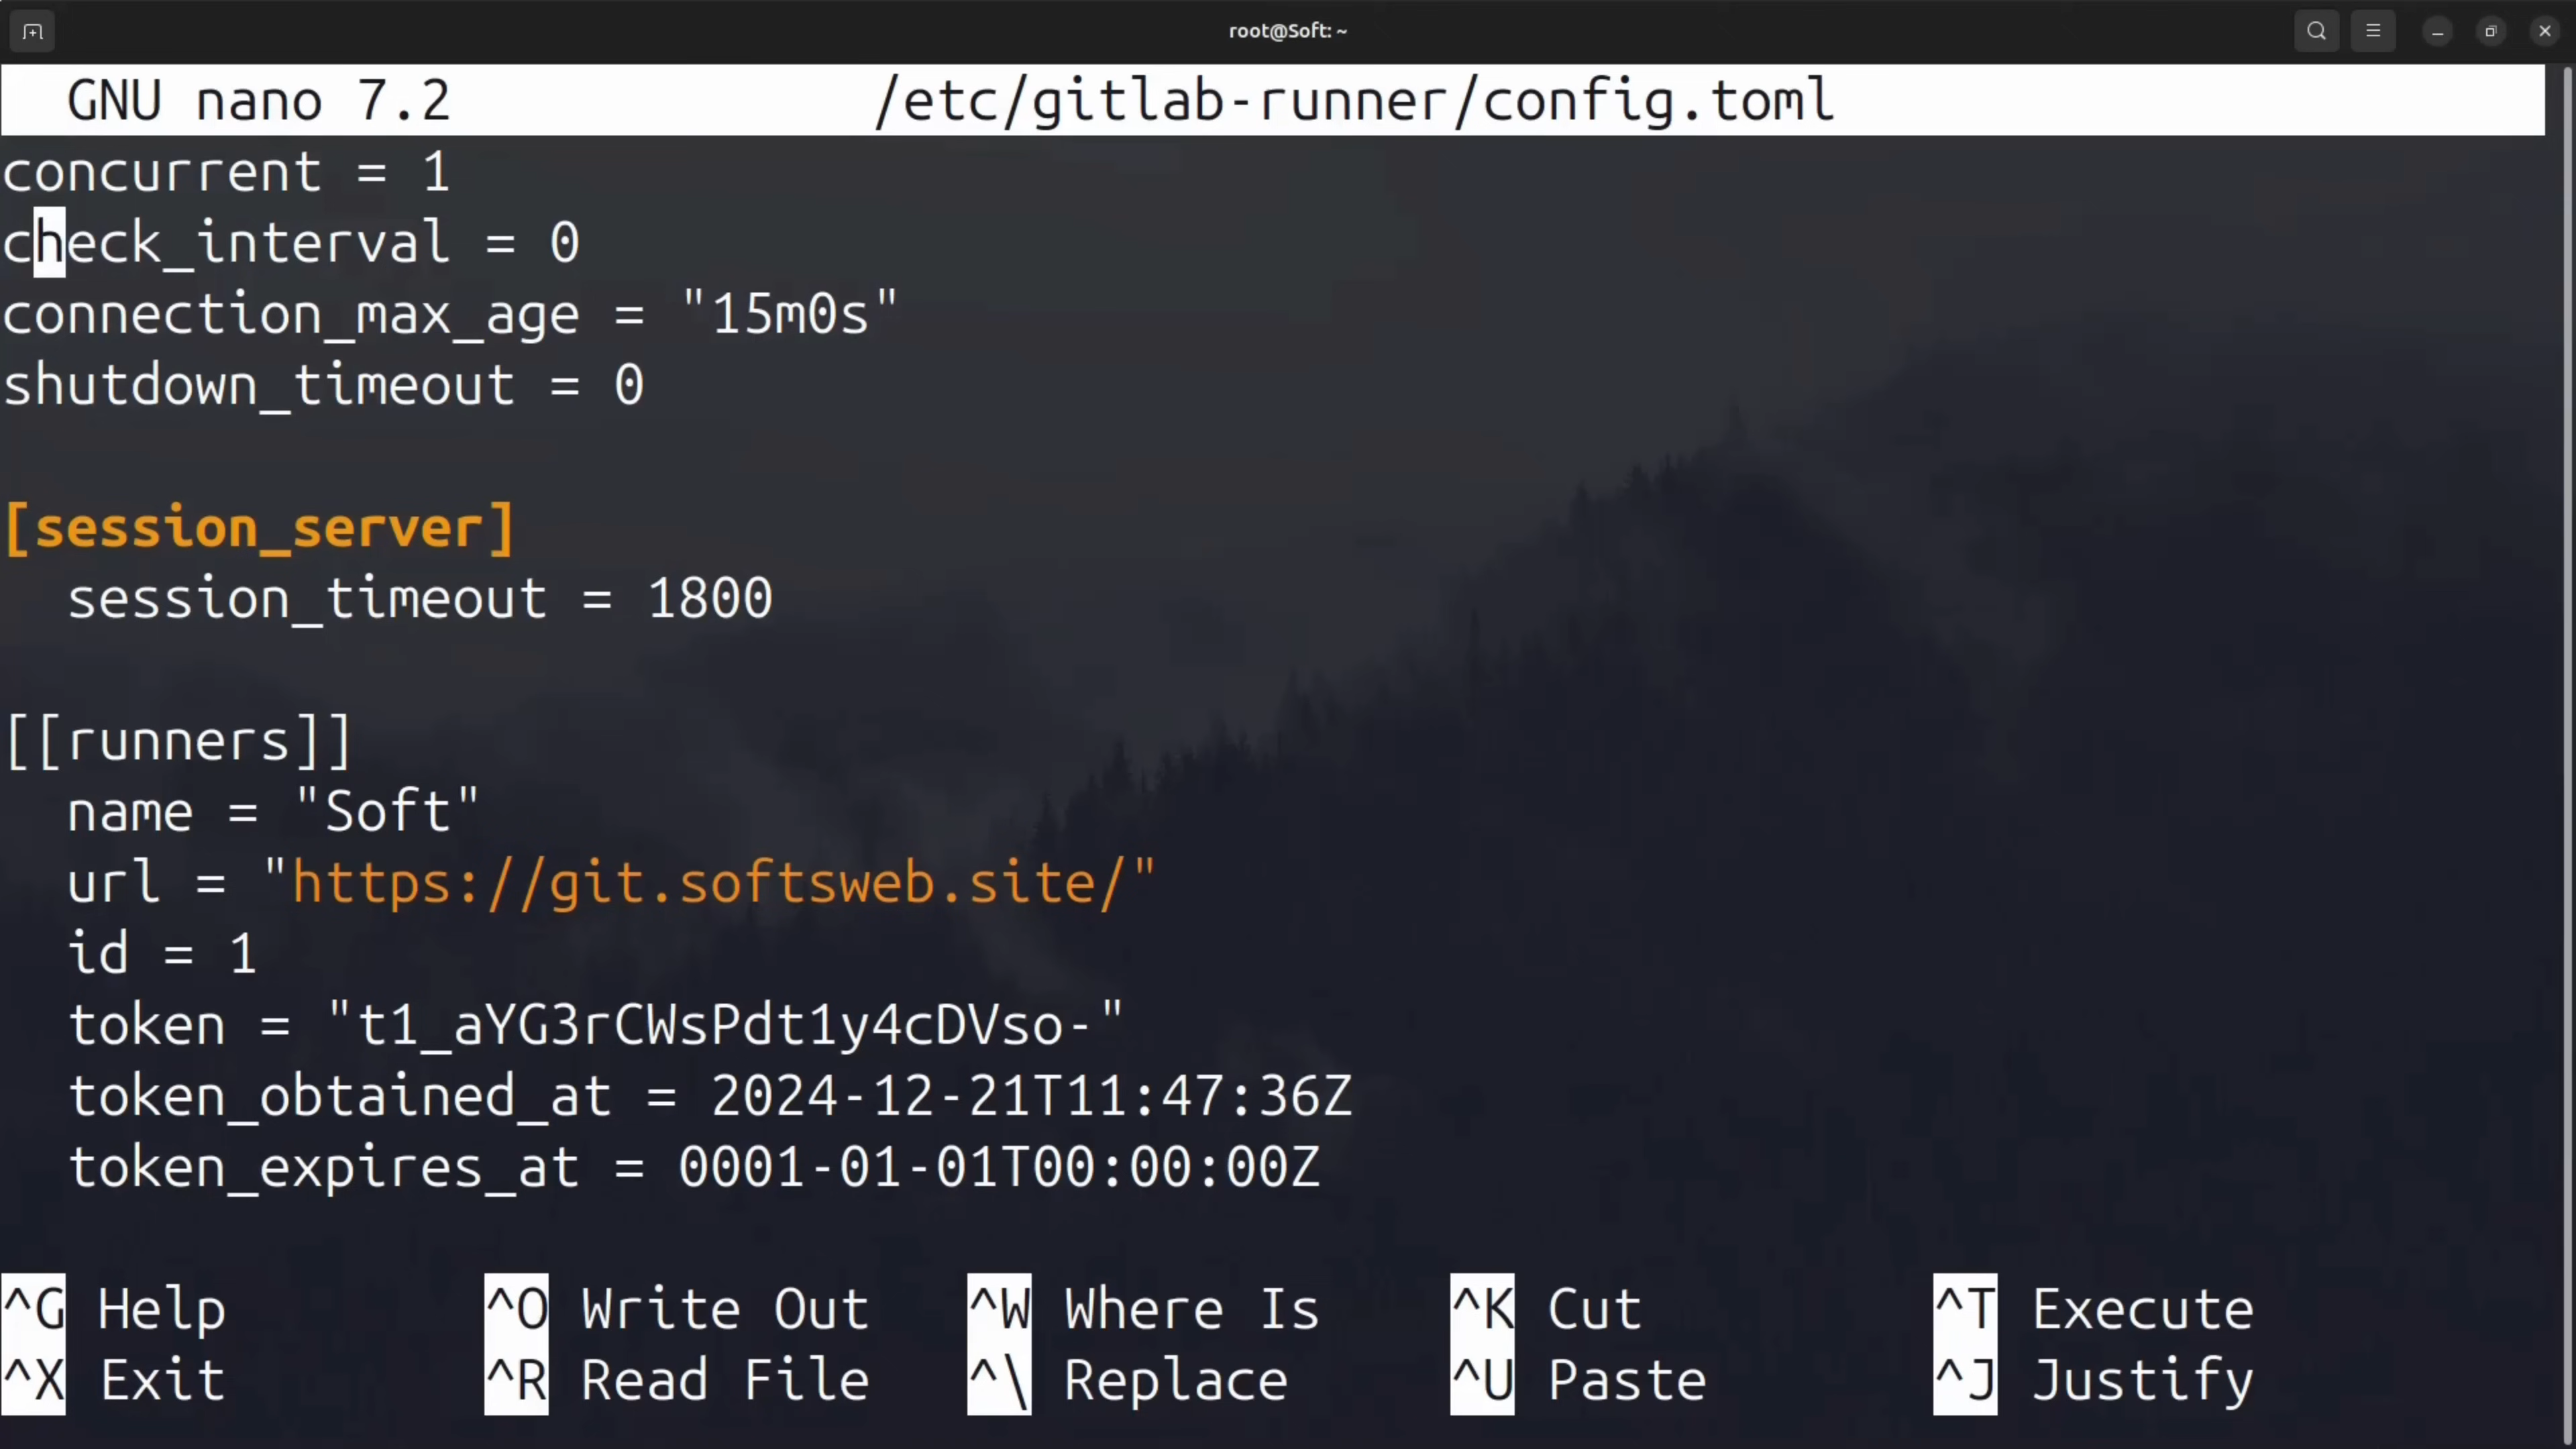 root@Soft: ~
GNU nano 7.2 /etc/gitlab-runner/config.toml
concurrent = 1
check_interval = 0
connection_max_age = "15m0s"
shutdown_timeout = 0
[session_server]
session_timeout = 1800
[[runners]]
name = "Soft"
url = "https://git.softsweb.site/"
id = 1
token = "t1_aYG3rCWsPdt1y4cDVso-"
token_obtained_at = 2024-12-21T11:47:36Z
token_expires_at = 0001-01-01T00:00:00Z
^G Help ^O Write Out ^W Where Is ^K Cut ^T Execute
^X Exit ^R Read File ^\ Replace ^U Paste ^J Justify